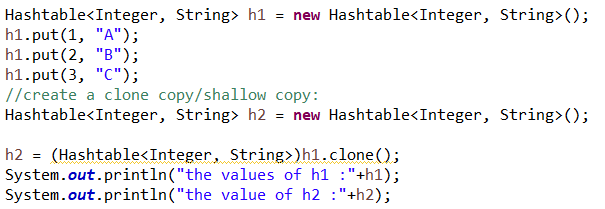 Hashtable<Integer, String> h1 = new Hashtable<Integer, String>();
h1.put(1, "A");
h1.put(2, "B");
h1.put(3, "C");
//create a clone copy/shallow copy:
Hashtable<Integer, String> h2 = new Hashtable<Integer, String>();
h2 = (Hashtable<Integer, String>)h1.clone();
System.out.println("the values of h1 :"+h1);
System.out.println("the value of h2 :"+h2);